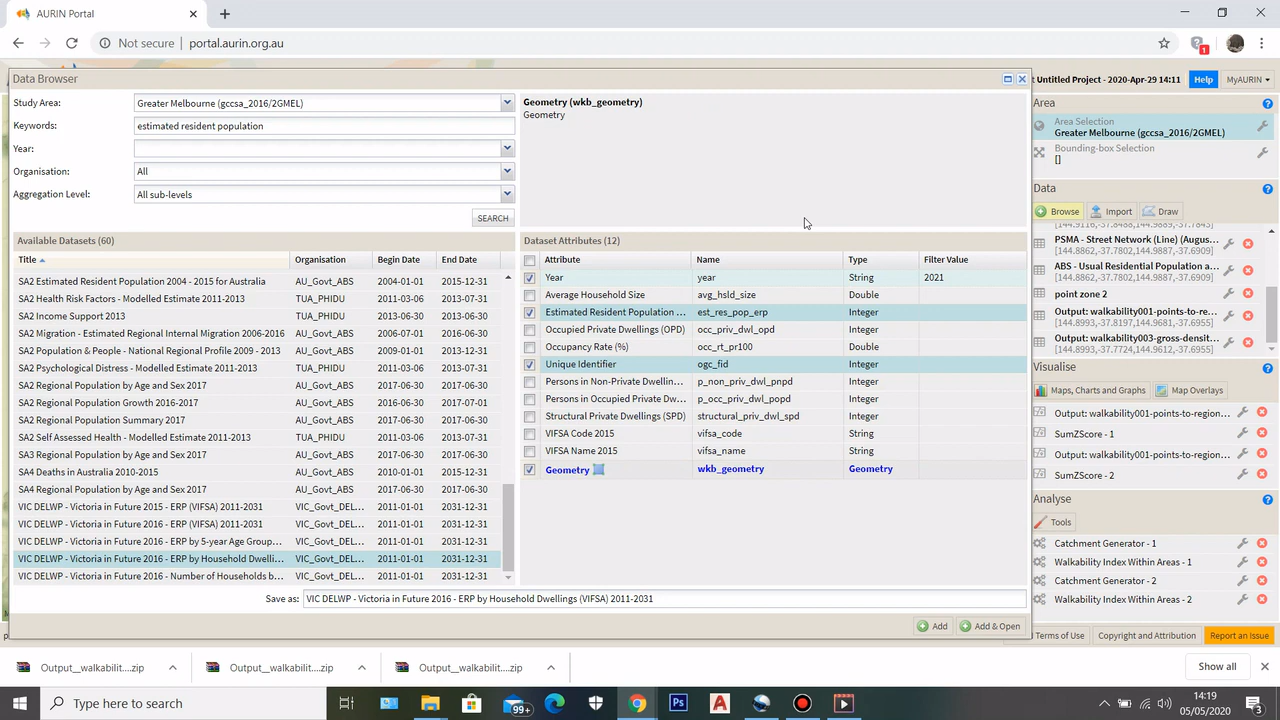 AURIN Portal
Not secure | portal.aurin.org.au
1
Data Browser
Study Area: Greater Melbourne (gccsa_2016/2GMEL)
Keywords: estimated resident population
Year:
Organisation: All
Aggregation Level: All sub-levels
SEARCH
Geometry (wkb_geometry)
Geometry
Available Datasets (60)
Title Organisation Begin Date End Date
SA2 Estimated Resident Population 2004 - 2015 for Australia AU_Govt_ABS 2004-01-01 2015-12-31
SA2 Health Risk Factors - Modelled Estimate 2011-2013 TUA_PHIDU 2011-03-06 2013-07-31
SA2 Income Support 2013 TUA_PHIDU 2011-03-06 2013-07-31
SA2 Migration - Estimated Regional Internal Migration 2006-2016 AU_Govt_ABS 2006-07-01 2016-06-30
SA2 Population & People - National Regional Profile 2009 - 2013 AU_Govt_ABS 2009-01-01 2013-12-31
SA2 Psychological Distress - Modelled Estimate 2011-2013 TUA_PHIDU 2011-03-06 2013-07-31
SA2 Regional Population by Age and Sex 2017 AU_Govt_ABS 2017-06-30 2017-06-30
SA2 Regional Population Growth 2016-2017 AU_Govt_ABS 2016-07-01 2017-07-01
SA2 Regional Population Summary 2017 AU_Govt_ABS 2017-06-30 2017-06-30
SA2 Self Assessed Health - Modelled Estimate 2011-2013 TUA_PHIDU 2011-03-06 2013-07-31
SA3 Regional Population by Age and Sex 2017 AU_Govt_ABS 2017-06-30 2017-06-30
SA4 Deaths in Australia 2010-2015 AU_Govt_ABS 2010-01-01 2015-12-31
SA4 Regional Population by Age and Sex 2017 AU_Govt_ABS 2017-06-30 2017-06-30
VIC DELWP - Victoria in Future 2015 - ERP (VIFSA) 2011-2031 VIC_Govt_DEL... 2011-01-01 2031-12-31
VIC DELWP - Victoria in Future 2016 - ERP (VIFSA) 2011-2031 VIC_Govt_DEL... 2011-01-01 2031-12-31
VIC DELWP - Victoria in Future 2016 - ERP by 5-year Age Group... VIC_Govt_DEL... 2011-01-01 2031-12-31
VIC DELWP - Victoria in Future 2016 - ERP by Household Dwelli... VIC_Govt_DEL... 2011-01-01 2031-12-31
VIC DELWP - Victoria in Future 2016 - Number of Households b... VIC_Govt_DEL... 2011-01-01 2031-12-31
Dataset Attributes (12)
Attribute Name Type Filter Value
Year year String 2021
Average Household Size avg_hsld_size Double
Estimated Resident Population ... est_res_pop_erp Integer
Occupied Private Dwellings (OPD) occ_priv_dwl_opd Integer
Occupancy Rate (%) occ_rt_pr100 Double
Unique Identifier ogc_fid Integer
Persons in Non-Private Dwellin... p_non_priv_dwl_pnpd Integer
Persons in Occupied Private Dw... p_occ_priv_dwl_popd Integer
Structural Private Dwellings (SPD) structural_priv_dwl_spd Integer
VIFSA Code 2015 vifsa_code String
VIFSA Name 2015 vifsa_name String
Geometry wkb_geometry Geometry
Save as: VIC DELWP - Victoria in Future 2016 - ERP by Household Dwellings (VIFSA) 2011-2031
Add Add & Open
Untitled Project - 2020-Apr-29 14:11 Help MyAURIN
Area
Area Selection
Greater Melbourne (gccsa_2016/2GMEL)
Bounding-box Selection
[]
Data
Browse Import Draw
[144.9116,-37.7802,144.9889,-37.6951]
PSMA - Street Network (Line) (Augus...
[144.8993,-37.7802,144.9887,-37.6951]
ABS - Usual Residential Population a...
[144.8993,-37.7802,144.9887,-37.6951]
point zone 2
Output: walkability001-points-to-re...
[144.8993,-37.8197,144.9681,-37.6955]
Output: walkability003-gross-densit...
[144.8993,-37.7724,144.9612,-37.6951]
Visualise
Maps, Charts and Graphs Map Overlays
Output: walkability001-points-to-region...
SumZScore - 1
Output: walkability001-points-to-region...
SumZScore - 2
Analyse
Tools
Catchment Generator - 1
Walkability Index Within Areas - 1
Catchment Generator - 2
Walkability Index Within Areas - 2
Terms of Use Copyright and Attribution Report an Issue
Output__walkabilit....zip Output__walkabilit....zip Output__walkabilit....zip Show all
Type here to search
99+
Ps
14:19
05/05/2020
3